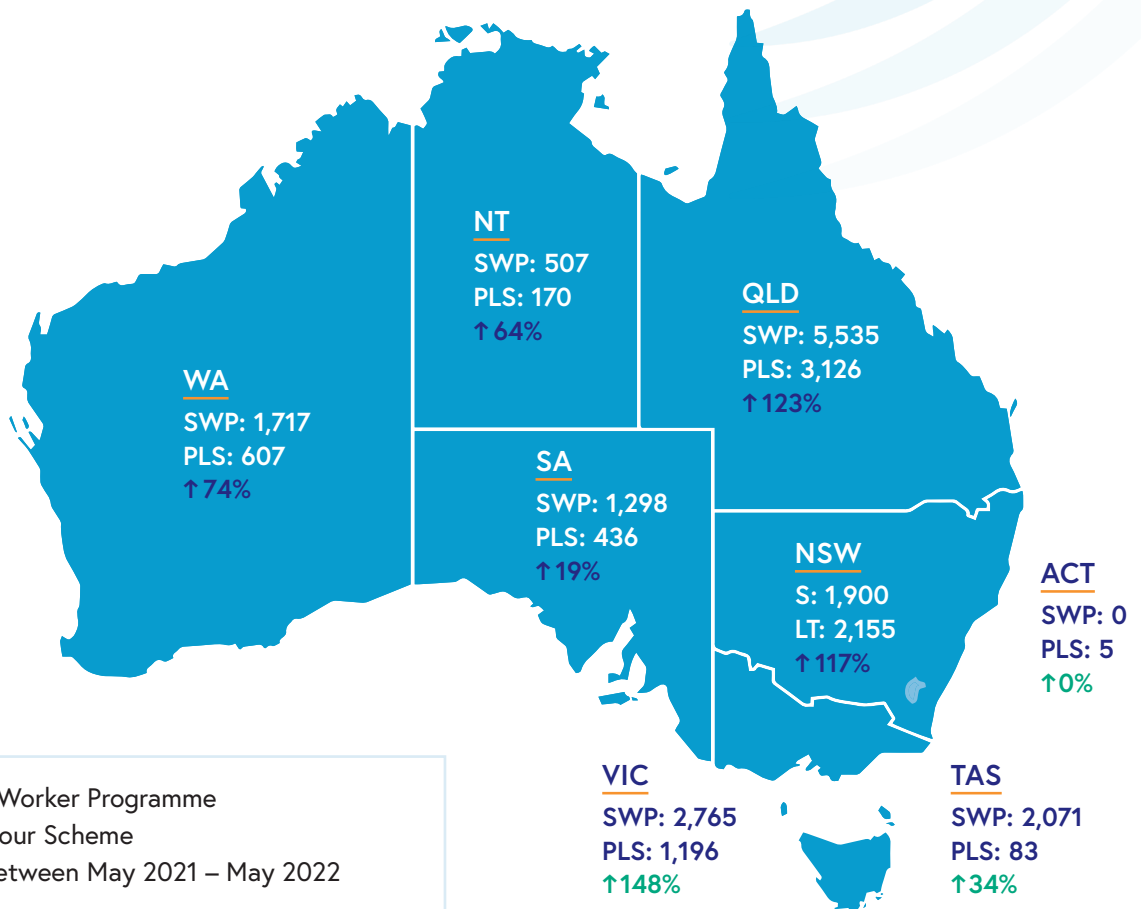 NT
SWP: 507
PLS: 170
↑64%
QLD
SWP: 5,535
PLS: 3,126
↑123%
WA
SWP: 1,717
PLS: 607
↑74%
SA
SWP: 1,298
PLS: 436
↑19%
NSW
S: 1,900
LT: 2,155
↑117%
ACT
SWP: 0
PLS: 5
↑0%
VIC
SWP: 2,765
PLS: 1,196
↑148%
TAS
SWP: 2,071
PLS: 83
↑34%
Worker Programme
our Scheme
etween May 2021 – May 2022